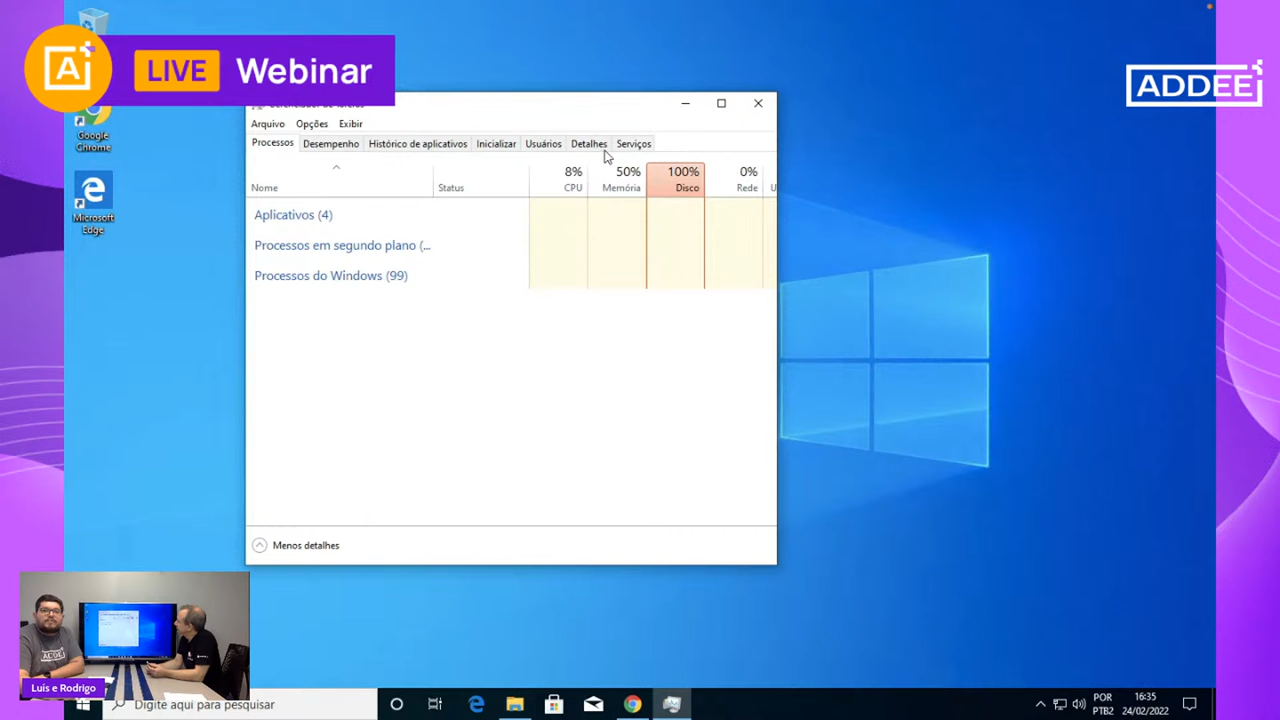 LIVE Webinar
ADDEE
Google
Chrome
Microsoft
Edge
Arquivo Opções Exibir
Processos Desempenho Histórico de aplicativos Inicializar Usuários Detalhes Serviços
8% 50% 100% 0%
Nome Status CPU Memória Disco Rede U
Aplicativos (4)
Processos em segundo plano (...
Processos do Windows (99)
Menos detalhes
ADDEE
Luís e Rodrigo
Digite aqui para pesquisar
POR 16:35
PTB2 24/02/2022